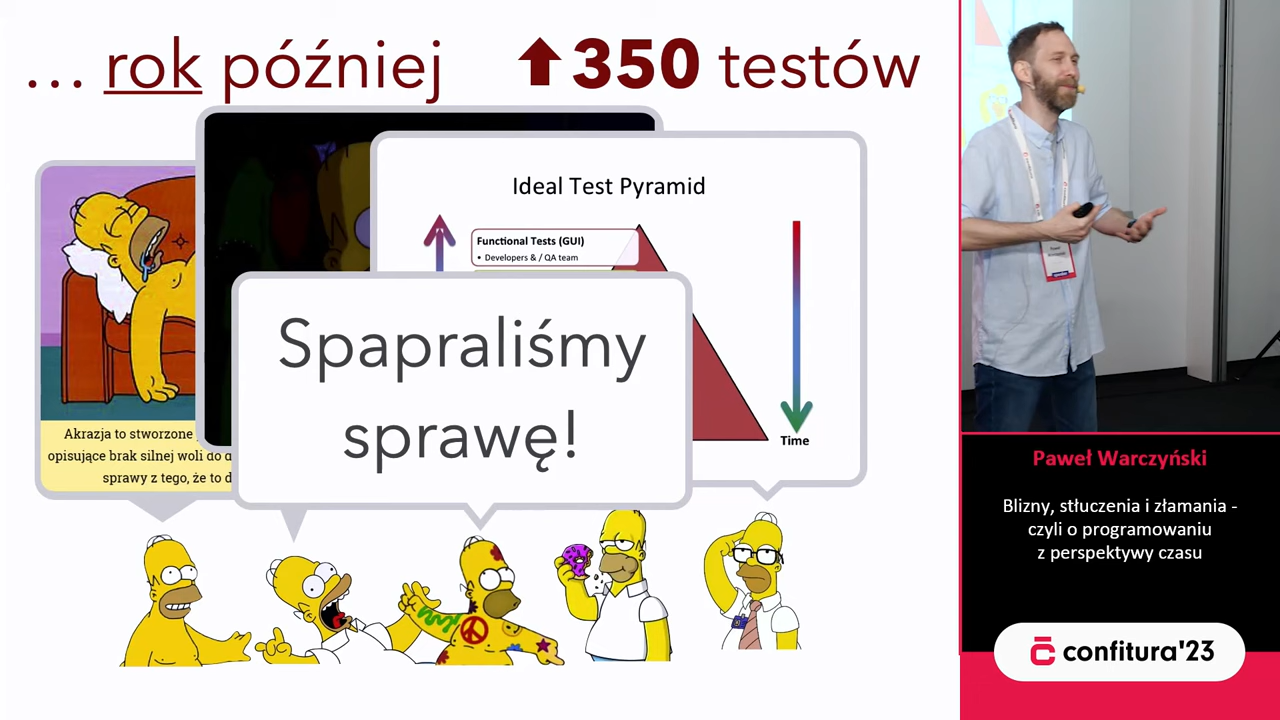 … rok później
↑350 testów
Ideal Test Pyramid
Functional Tests (GUI)
• Developers & / QA team
Time
Spapraliśmy
sprawę!
Akrazja to stworzone
opisujące brak silnej woli do
sprawy z tego, że to
Paweł Warczyński
Blizny, stłuczenia i złamania -
czyli o programowaniu
z perspektywy czasu
confitura'23